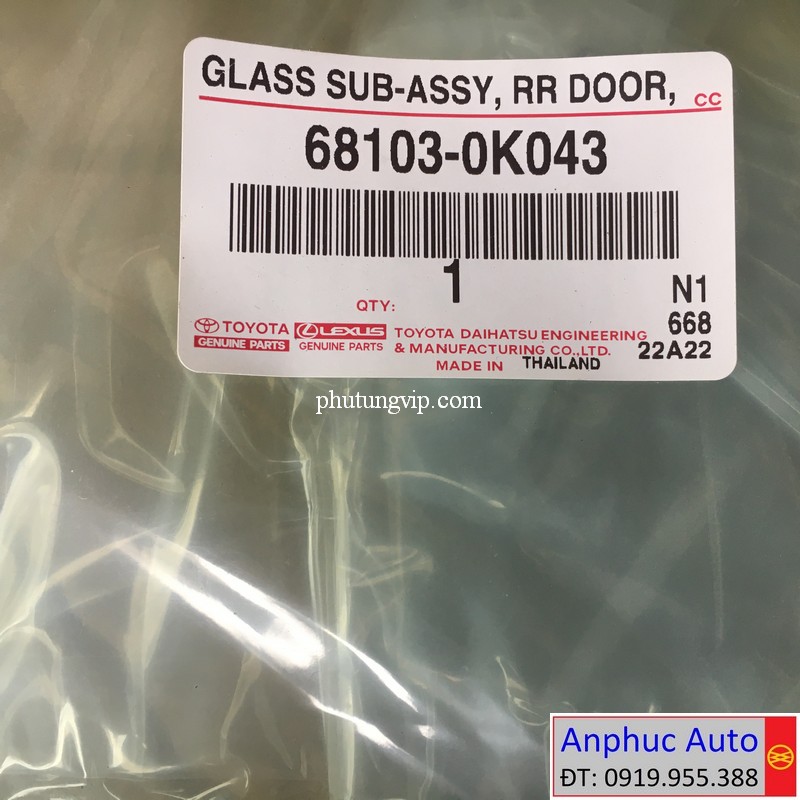 GLASS SUB-ASSY, RR DOOR, CC
68103-0K043
1
QTY:
N1
668
22A22
TOYOTA
GENUINE PARTS
LEXUS
GENUINE PARTS
TOYOTA DAIHATSU ENGINEERING
& MANUFACTURING CO.,LTD.
MADE IN THAILAND
phutungvip.com
Anphuc Auto
ĐT: 0919.955.388